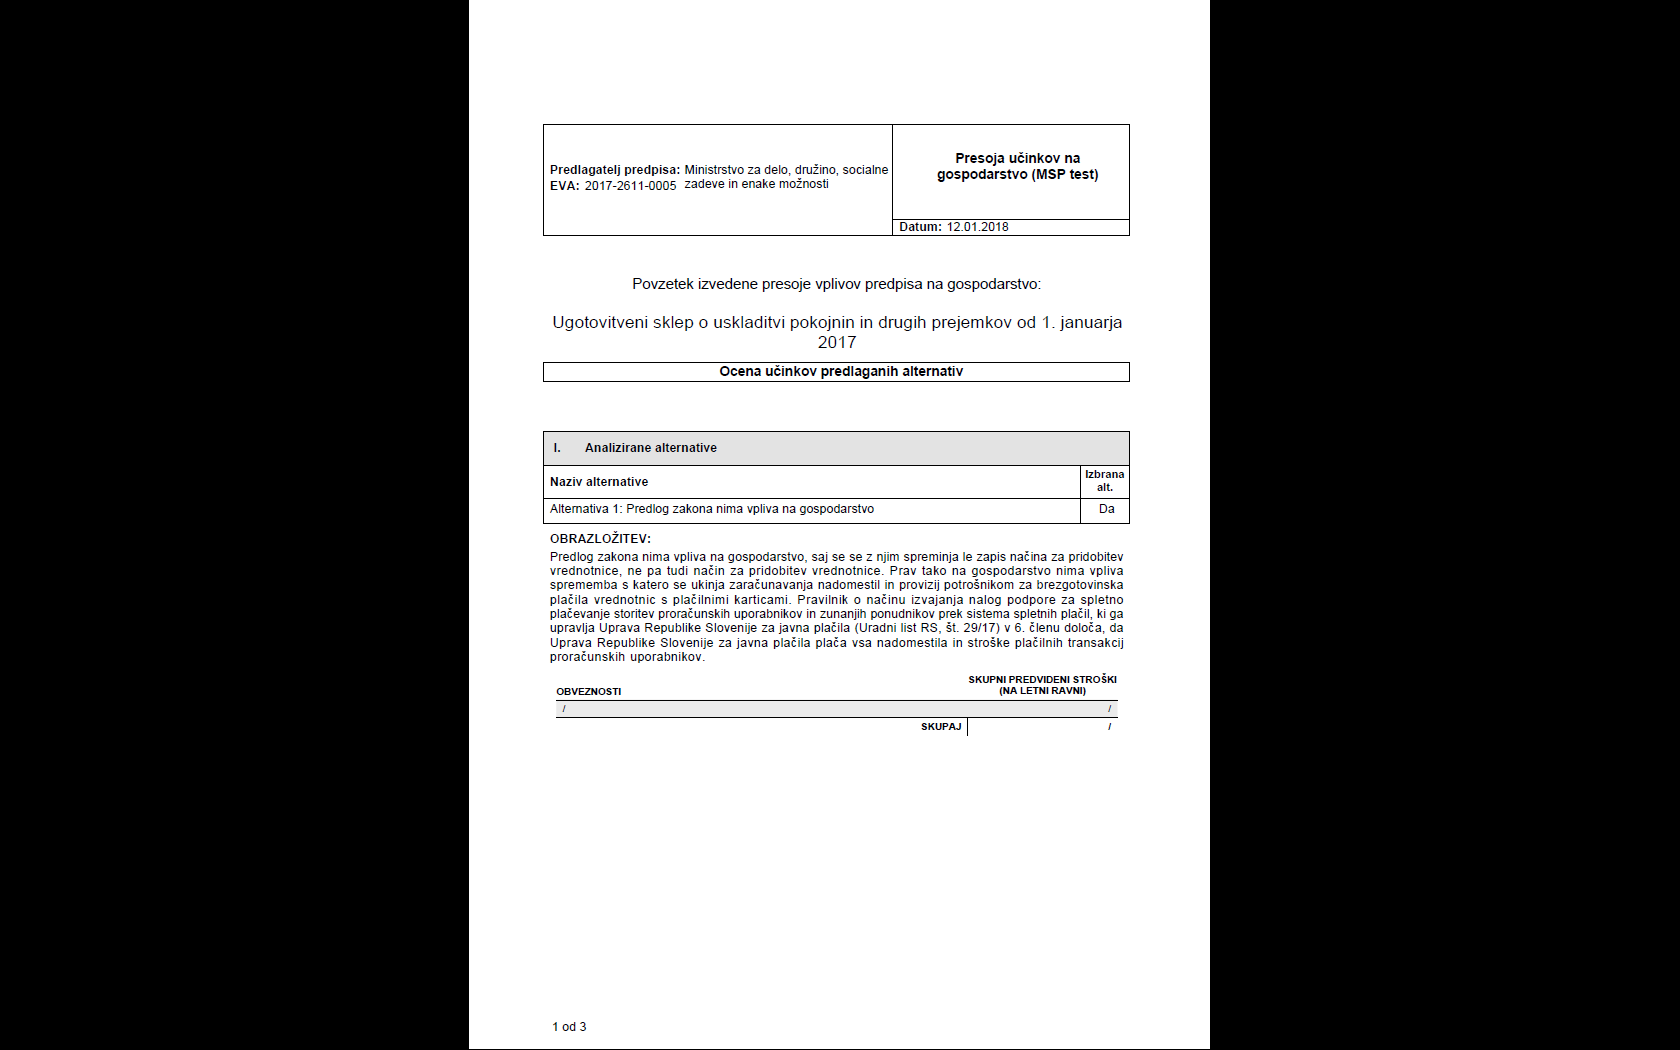 Predlagatelj predpisa: Ministrstvo za delo, družino, socialne
zadeve in enake možnosti
EVA: 2017-2611-0005
Presoja učinkov na
gospodarstvo (MSP test)
Datum: 12.01.2018
Povzetek izvedene presoje vplivov predpisa na gospodarstvo:
Ugotovitveni sklep o uskladitvi pokojnin in drugih prejemkov od 1. januarja
2017
Ocena učinkov predlaganih alternativ
I. Analizirane alternative
Naziv alternative
Izbrana
alt.
Alternativa 1: Predlog zakona nima vpliva na gospodarstvo
Da
OBRAZLOŽITEV:
Predlog zakona nima vpliva na gospodarstvo, saj se se z njim spreminja le zapis načina za pridobitev
vrednotnice, ne pa tudi način za pridobitev vrednotnice. Prav tako na gospodarstvo nima vpliva
sprememba s katero se ukinja zaračunavanja nadomestil in provizij potrošnikom za brezgotovinska
plačila vrednotnic s plačilnimi karticami. Pravilnik o načinu izvajanja nalog podpore za spletno
plačevanje storitev proračunskih uporabnikov in zunanjih ponudnikov prek sistema spletnih plačil, ki ga
upravlja Uprava Republike Slovenije za javna plačila (Uradni list RS, št. 29/17) v 6. členu določa, da
Uprava Republike Slovenije za javna plačila plača vsa nadomestila in stroške plačilnih transakcij
proračunskih uporabnikov.
OBVEZNOSTI
SKUPNI PREDVIDENI STROŠKI
(NA LETNI RAVNI)
/ /
SKUPAJ /
1 od 3